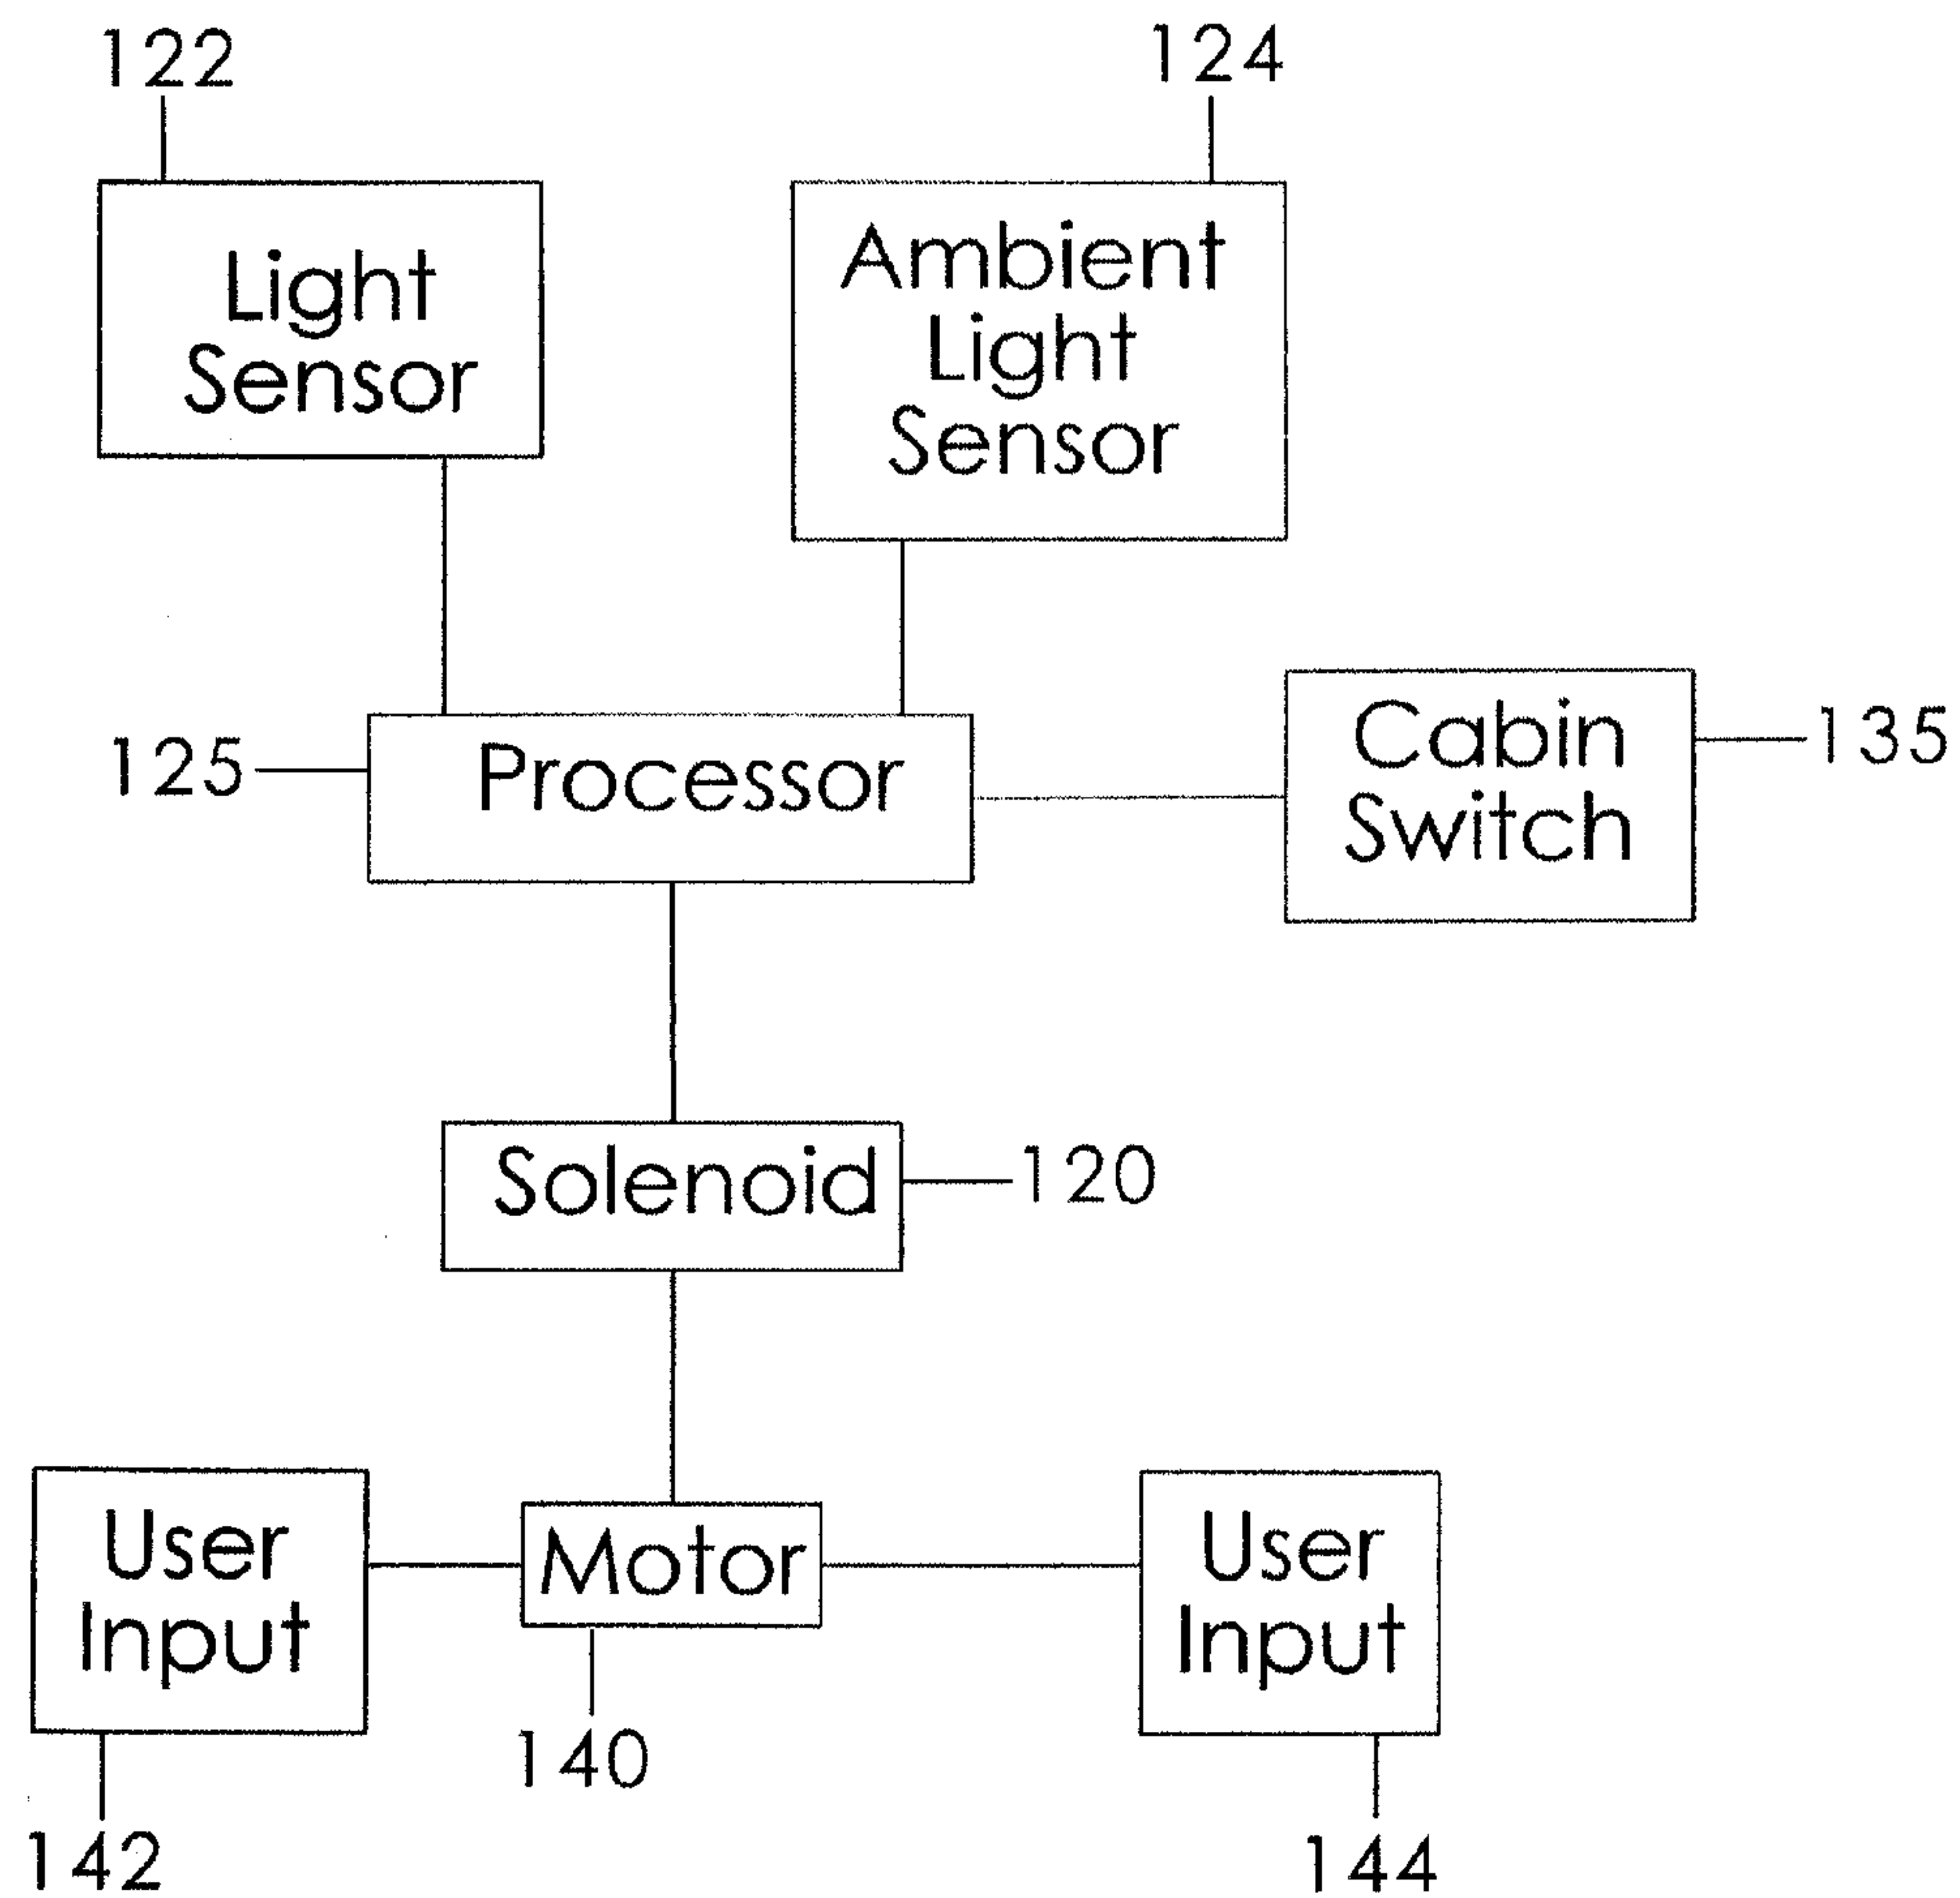 122
124
Light
Sensor
Ambient
Light
Sensor
125
Processor
Cabin
Switch
135
Solenoid
120
User
Input
Motor
User
Input
140
142
144